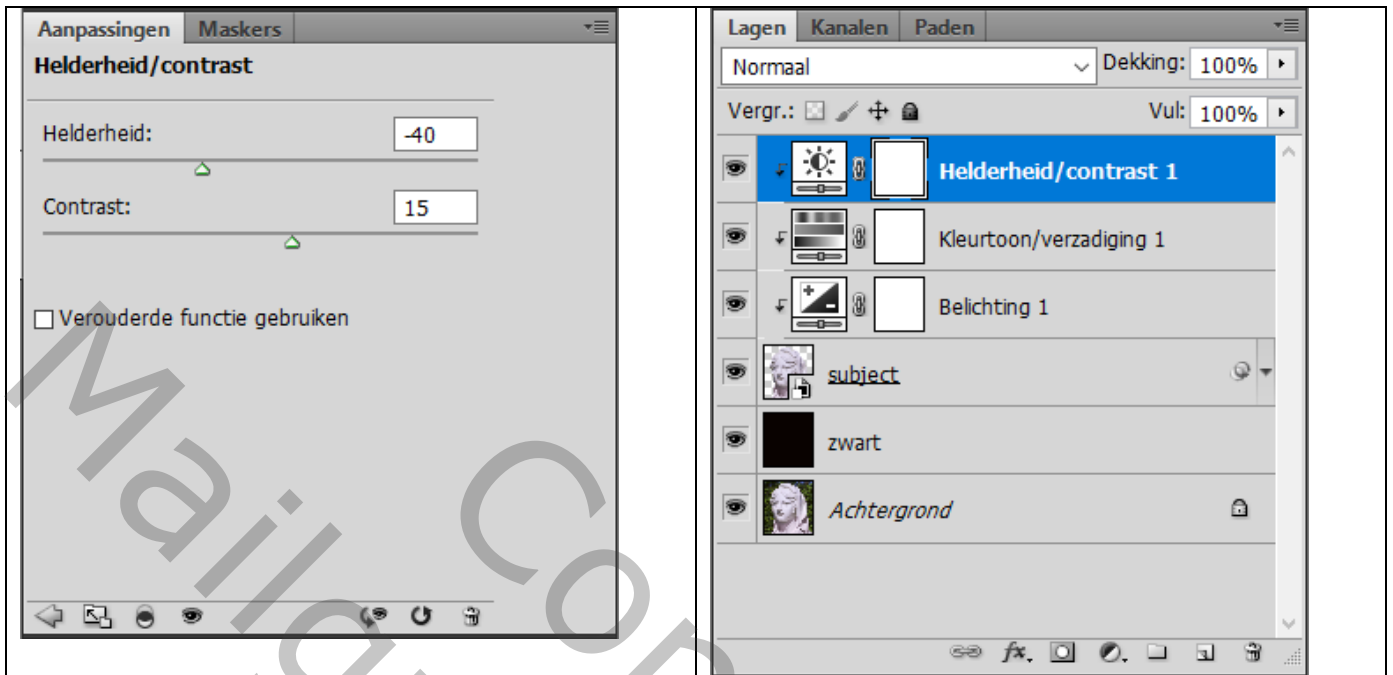 Aanpassingen Maskers
Helderheid/contrast
Helderheid: -40
Contrast: 15
Verouderde functie gebruiken
Lagen Kanalen Paden
Normaal Dekking: 100%
Vergr.: Vul: 100%
Helderheid/contrast 1
Kleurtoon/verzadiging 1
Belichting 1
subject
zwart
Achtergrond
fx.